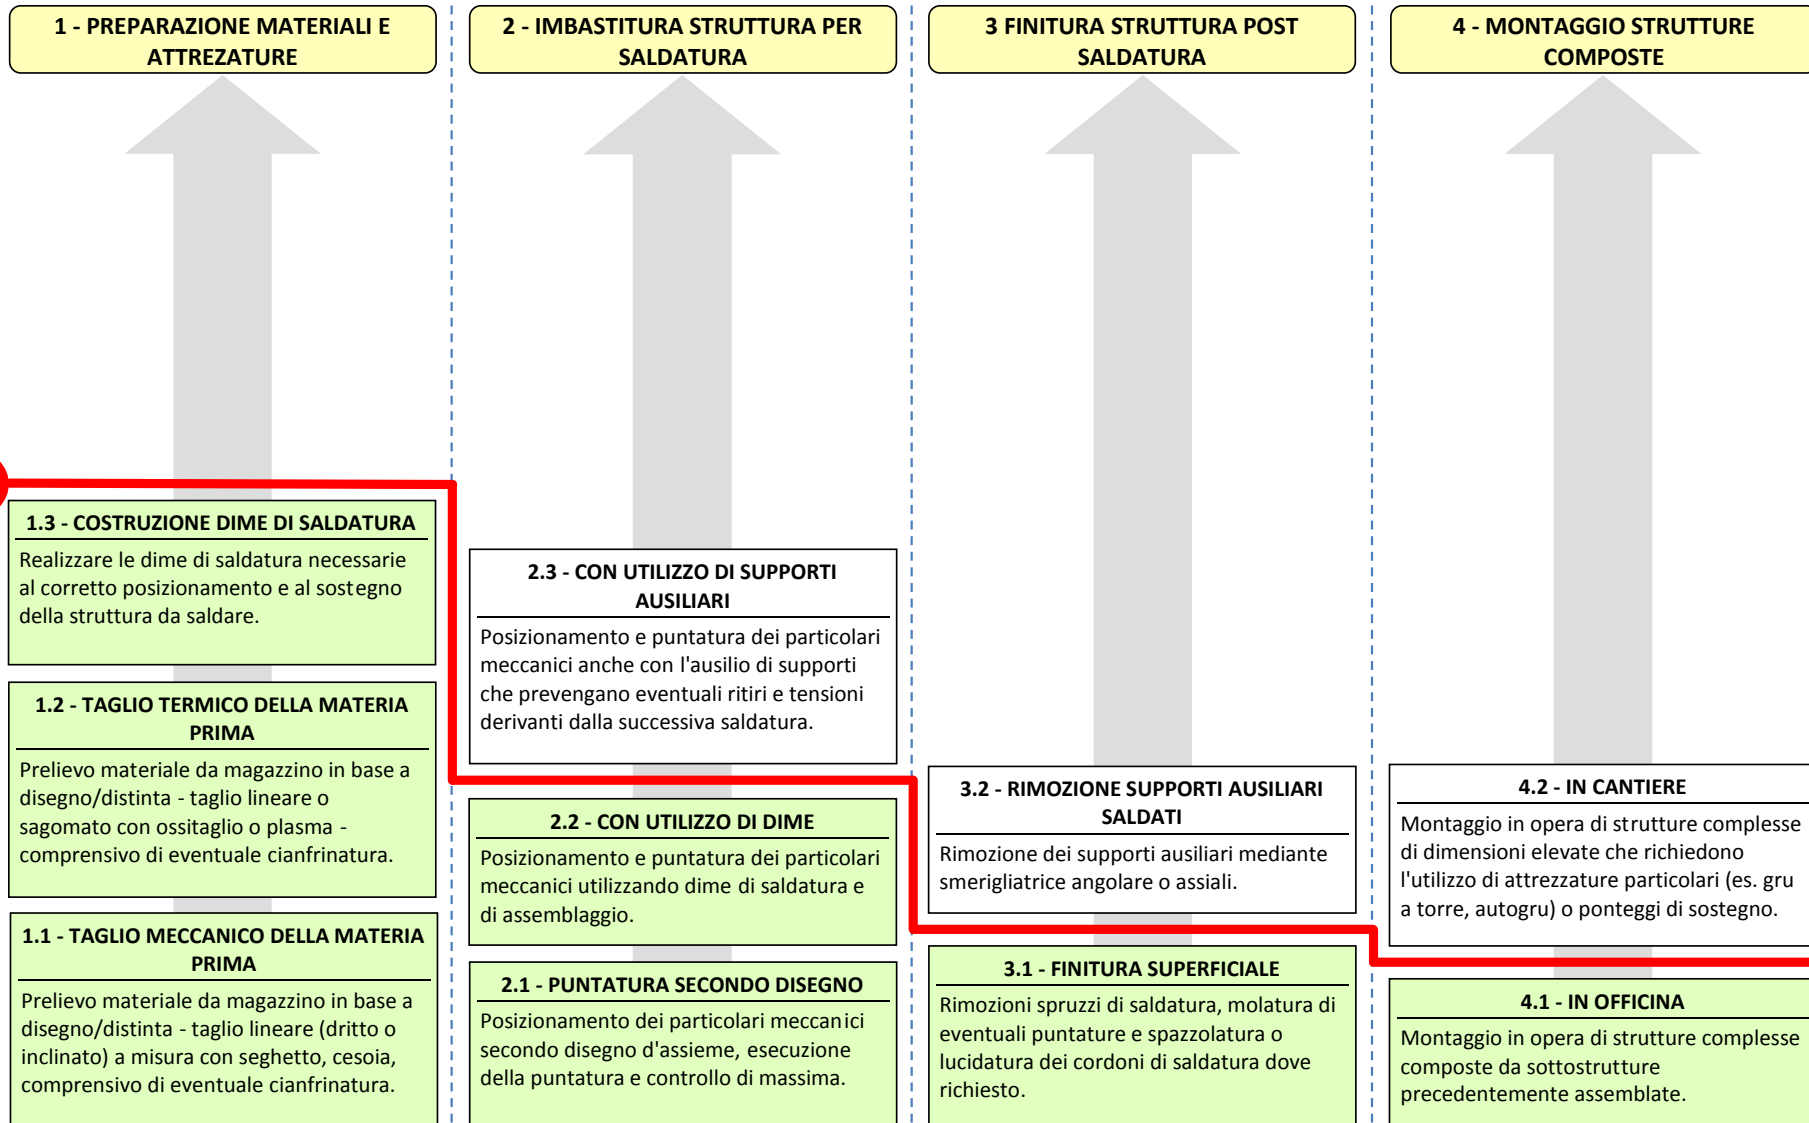 1 - PREPARAZIONE MATERIALI E
ATTREZATURE
2 - IMBASTITURA STRUTTURA PER
SALDATURA
3 FINITURA STRUTTURA POST
SALDATURA
4 - MONTAGGIO STRUTTURE
COMPOSTE
1.3 - COSTRUZIONE DIME DI SALDATURA
Realizzare le dime di saldatura necessarie
al corretto posizionamento e al sostegno
della struttura da saldare.
1.2 - TAGLIO TERMICO DELLA MATERIA
PRIMA
Prelievo materiale da magazzino in base a
disegno/distinta - taglio lineare o
sagomato con ossitaglio o plasma -
comprensivo di eventuale cianfrinatura.
1.1 - TAGLIO MECCANICO DELLA MATERIA
PRIMA
Prelievo materiale da magazzino in base a
disegno/distinta - taglio lineare (dritto o
inclinato) a misura con seghetto, cesoia,
comprensivo di eventuale cianfrinatura.
2.3 - CON UTILIZZO DI SUPPORTI
AUSILIARI
Posizionamento e puntatura dei particolari
meccanici anche con l'ausilio di supporti
che prevengano eventuali ritiri e tensioni
derivanti dalla successiva saldatura.
2.2 - CON UTILIZZO DI DIME
Posizionamento e puntatura dei particolari
meccanici utilizzando dime di saldatura e
di assemblaggio.
2.1 - PUNTATURA SECONDO DISEGNO
Posizionamento dei particolari meccanici
secondo disegno d'assieme, esecuzione
della puntatura e controllo di massima.
3.2 - RIMOZIONE SUPPORTI AUSILIARI
SALDATI
Rimozione dei supporti ausiliari mediante
smerigliatrice angolare o assiali.
3.1 - FINITURA SUPERFICIALE
Rimozioni spruzzi di saldatura, molatura di
eventuali puntature e spazzolatura o
lucidatura dei cordoni di saldatura dove
richiesto.
4.2 - IN CANTIERE
Montaggio in opera di strutture complesse
di dimensioni elevate che richiedono
l'utilizzo di attrezzature particolari (es. gru
a torre, autogru) o ponteggi di sostegno.
4.1 - IN OFFICINA
Montaggio in opera di strutture complesse
composte da sottostrutture
precedentemente assemblate.